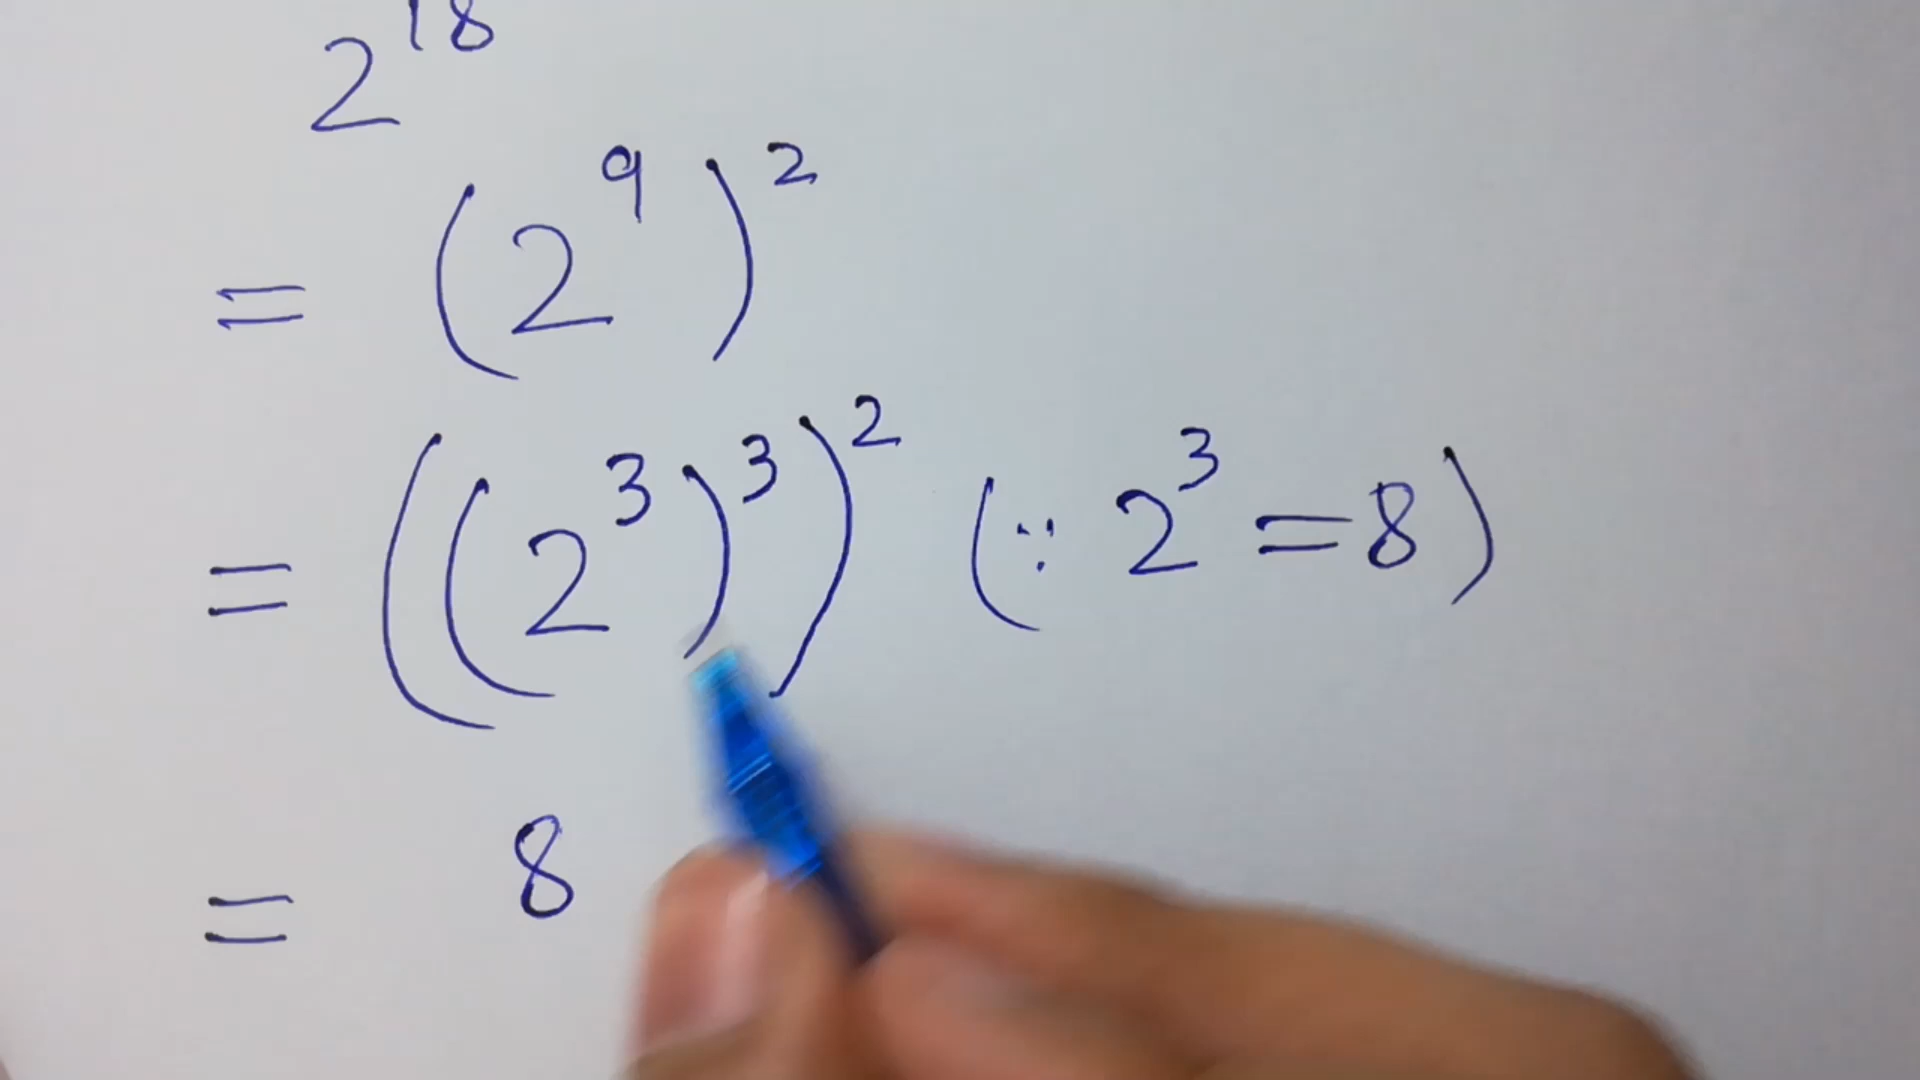 2^18
= (2^9)^2
= ((2^3)^3)^2 (∵ 2^3 = 8)
= 8